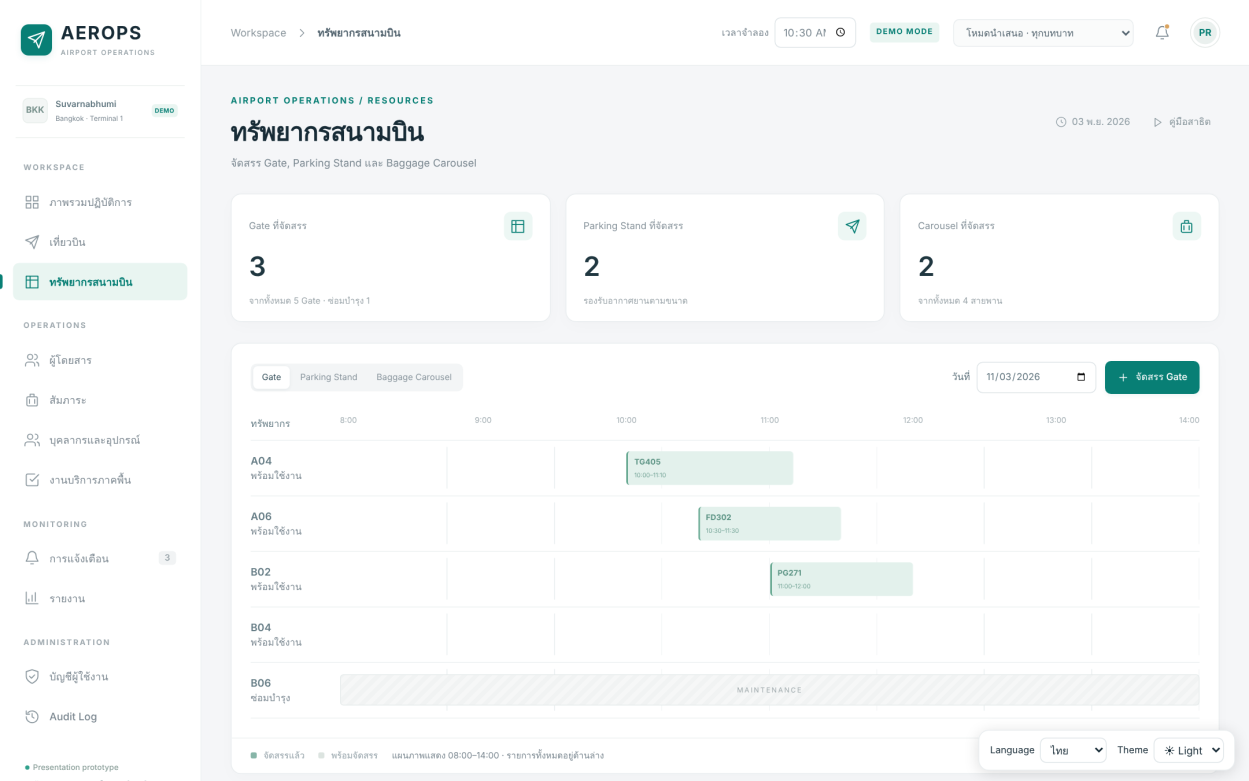 AEROPS
AIRPORT OPERATIONS
BKK
Suvarnabhumi
Bangkok · Terminal 1
DEMO
WORKSPACE
ภาพรวมปฏิบัติการ
เที่ยวบิน
ทรัพยากรสนามบิน
OPERATIONS
ผู้โดยสาร
สัมภาระ
บุคลากรและอุปกรณ์
งานบริการภาคพื้น
MONITORING
การแจ้งเตือน 3
รายงาน
ADMINISTRATION
บัญชีผู้ใช้งาน
Audit Log
Presentation prototype
Workspace > ทรัพยากรสนามบิน
เวลาจำลอง 10:30 DEMO MODE โหมดนำเสนอ · ทุกบทบาท PR
AIRPORT OPERATIONS / RESOURCES
ทรัพยากรสนามบิน
จัดสรร Gate, Parking Stand และ Baggage Carousel
03 พ.ย. 2026 คู่มือสาธิต
Gate ที่จัดสรร
3
จากทั้งหมด 5 Gate · ซ่อมบำรุง 1
Parking Stand ที่จัดสรร
2
รองรับอากาศยานตามขนาด
Carousel ที่จัดสรร
2
จากทั้งหมด 4 สายพาน
Gate Parking Stand Baggage Carousel
วันที่ 11/03/2026 + จัดสรร Gate
ทรัพยากร 8:00 9:00 10:00 11:00 12:00 13:00 14:00
A04
พร้อมใช้งาน
TG405
10:00–11:10
A06
พร้อมใช้งาน
FD302
10:30–11:30
B02
พร้อมใช้งาน
PG271
11:00–12:00
B04
พร้อมใช้งาน
B06
ซ่อมบำรุง
MAINTENANCE
จัดสรรแล้ว พร้อมจัดสรร แผนภาพแสดง 08:00–14:00 · รายการทั้งหมดอยู่ด้านล่าง
Language ไทย Theme ☀ Light